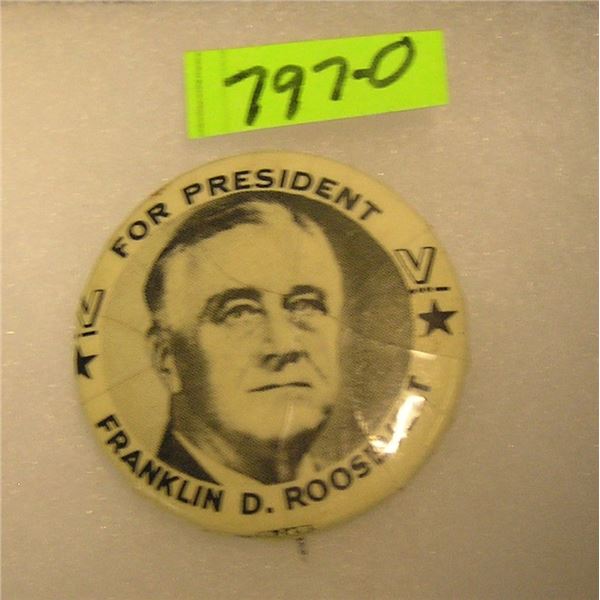 797-0
FOR PRESIDENT
V
V
FRANKLIN D. ROOSEVELT